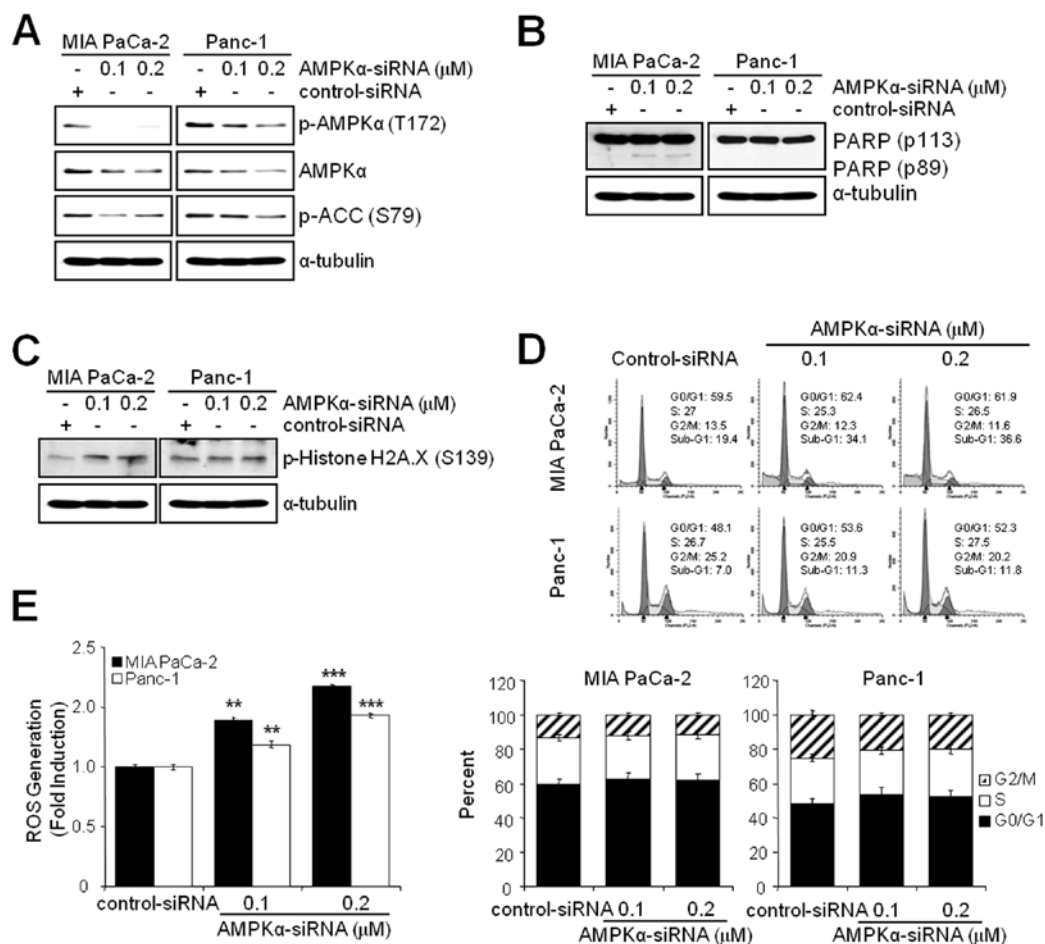 A
MIA PaCa-2 Panc-1
- 0.1 0.2 - 0.1 0.2 AMPKα-siRNA (μM)
+ - - + - - control-siRNA
p-AMPKα (T172)
AMPKα
p-ACC (S79)
α-tubulin
B
MIA PaCa-2 Panc-1
- 0.1 0.2 - 0.1 0.2 AMPKα-siRNA (μM)
+ - - + - - control-siRNA
PARP (p113)
PARP (p89)
α-tubulin
C
MIA PaCa-2 Panc-1
- 0.1 0.2 - 0.1 0.2 AMPKα-siRNA (μM)
+ - - + - - control-siRNA
p-Histone H2A.X (S139)
α-tubulin
D
AMPKα-siRNA (μM)
Control-siRNA 0.1 0.2
MIA PaCa-2
G0/G1: 59.5
S: 27
G2/M: 13.5
Sub-G1: 19.4
G0/G1: 62.4
S: 25.3
G2/M: 12.3
Sub-G1: 34.1
G0/G1: 61.9
S: 26.5
G2/M: 11.6
Sub-G1: 36.6
Panc-1
G0/G1: 48.1
S: 26.7
G2/M: 25.2
Sub-G1: 7.0
G0/G1: 53.6
S: 25.5
G2/M: 20.9
Sub-G1: 11.3
G0/G1: 52.3
S: 27.5
G2/M: 20.2
Sub-G1: 11.8
MIA PaCa-2 Panc-1
Percent
120 120
100 100
80 80
60 60
40 40
20 20
0 0
G2/M
S
G0/G1
control-siRNA 0.1 0.2 control-siRNA 0.1 0.2
AMPKα-siRNA (μM) AMPKα-siRNA (μM)
E
ROS Generation
(Fold Induction)
2.5
2.0
1.0
0.5
0
MIA PaCa-2
Panc-1
** ** *** ***
control-siRNA 0.1 0.2
AMPKα-siRNA (μM)